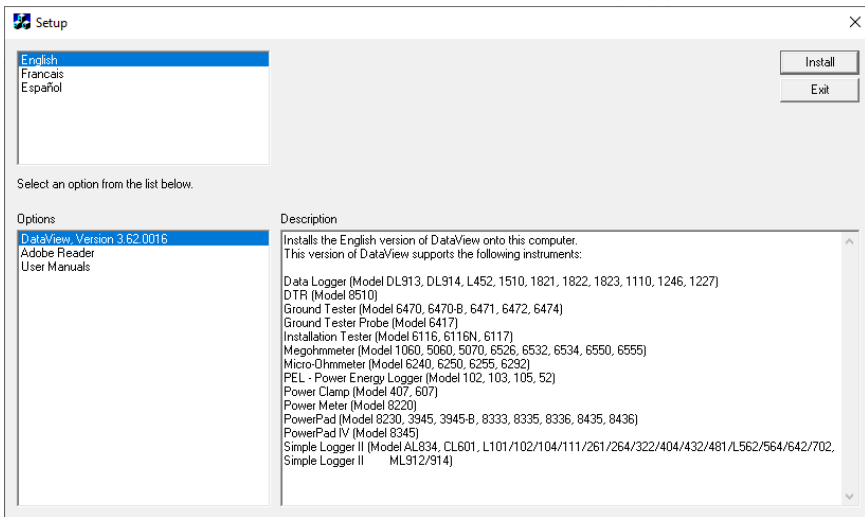 Setup
English
Francais
Español
Install
Exit
Select an option from the list below.
Options
DataView, Version 3.62.0016
Adobe Reader
User Manuals
Description
Installs the English version of DataView onto this computer.
This version of DataView supports the following instruments:
Data Logger (Model DL913, DL914, L452, 1510, 1821, 1822, 1823, 1110, 1246, 1227)
DTR (Model 8510)
Ground Tester (Model 6470, 6470-B, 6471, 6472, 6474)
Ground Tester Probe (Model 6417)
Installation Tester (Model 6116, 6116N, 6117)
Megohmmeter (Model 1060, 5060, 5070, 6526, 6532, 6534, 6550, 6555)
Micro-Ohmmeter (Model 6240, 6250, 6255, 6292)
PEL - Power Energy Logger (Model 102, 103, 105, 52)
Power Clamp (Model 407, 607)
Power Meter (Model 8220)
PowerPad (Model 8230, 3945, 3945-B, 8333, 8335, 8336, 8435, 8436)
PowerPad IV (Model 8345)
Simple Logger II (Model AL834, CL601, L101/102/104/111/261/264/322/404/432/481/L562/564/642/702,
Simple Logger II ML912/914)